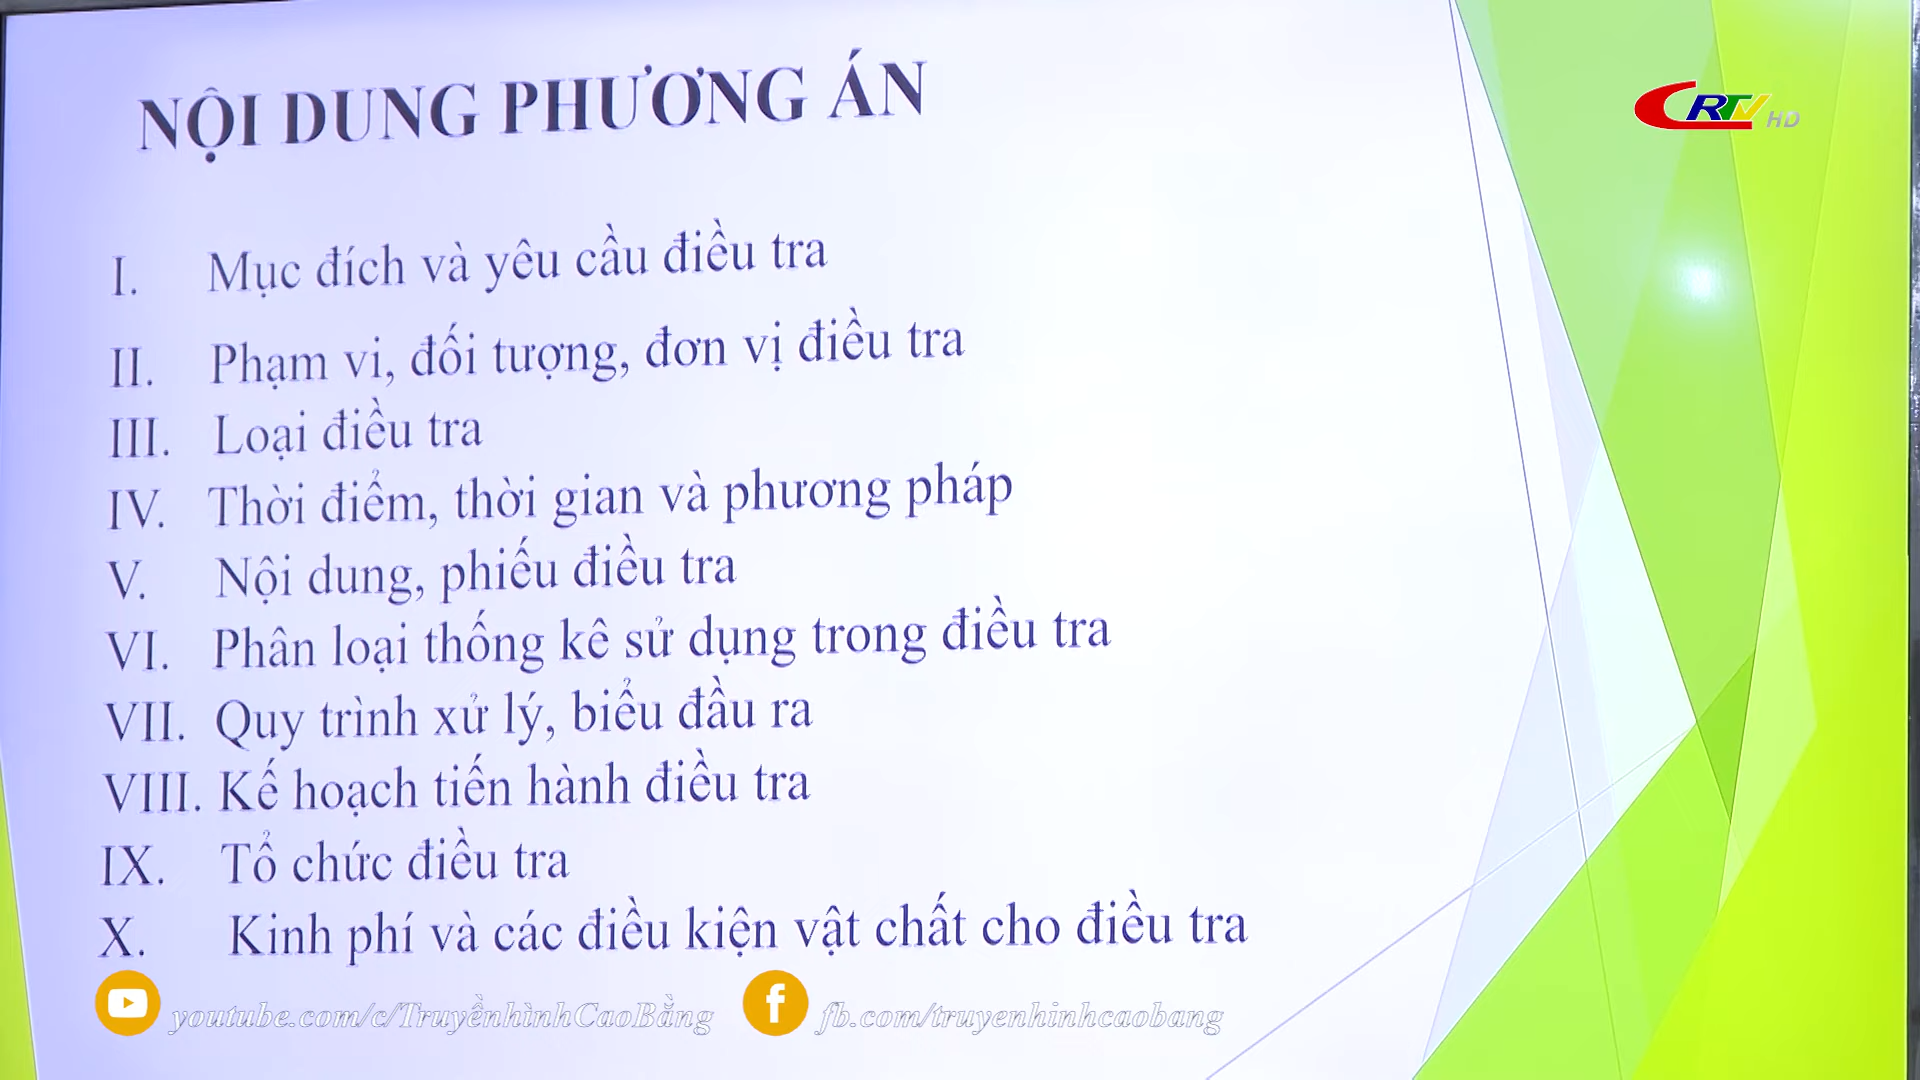 NỘI DUNG PHƯƠNG ÁN
CRTV HD
I. Mục đích và yêu cầu điều tra
II. Phạm vi, đối tượng, đơn vị điều tra
III. Loại điều tra
IV. Thời điểm, thời gian và phương pháp
V. Nội dung, phiếu điều tra
VI. Phân loại thống kê sử dụng trong điều tra
VII. Quy trình xử lý, biểu đầu ra
VIII. Kế hoạch tiến hành điều tra
IX. Tổ chức điều tra
X. Kinh phí và các điều kiện vật chất cho điều tra
youtube.com/c/TruyềnhìnhCaoBằng fb.com/truyenhinhcaobang